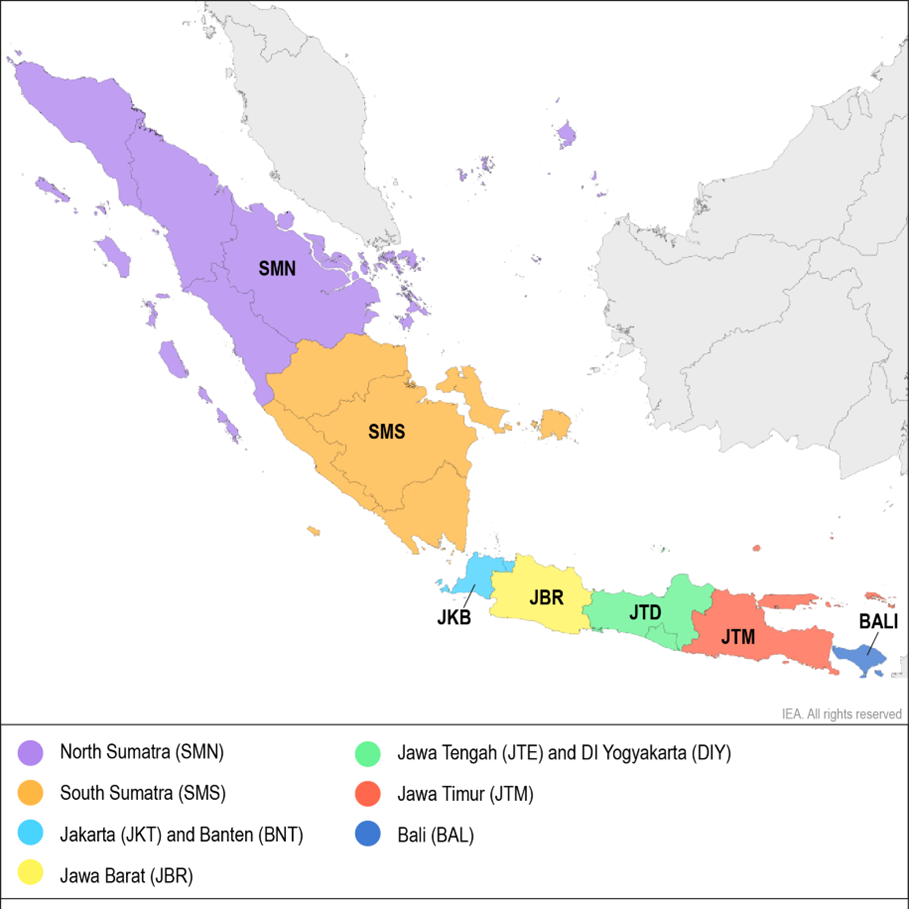 SMN
SMS
JBR
JKB
JTD
JTM
BALI
IEA. All rights reserved
North Sumatra (SMN)
South Sumatra (SMS)
Jakarta (JKT) and Banten (BNT)
Jawa Barat (JBR)
Jawa Tengah (JTE) and DI Yogyakarta (DIY)
Jawa Timur (JTM)
Bali (BAL)